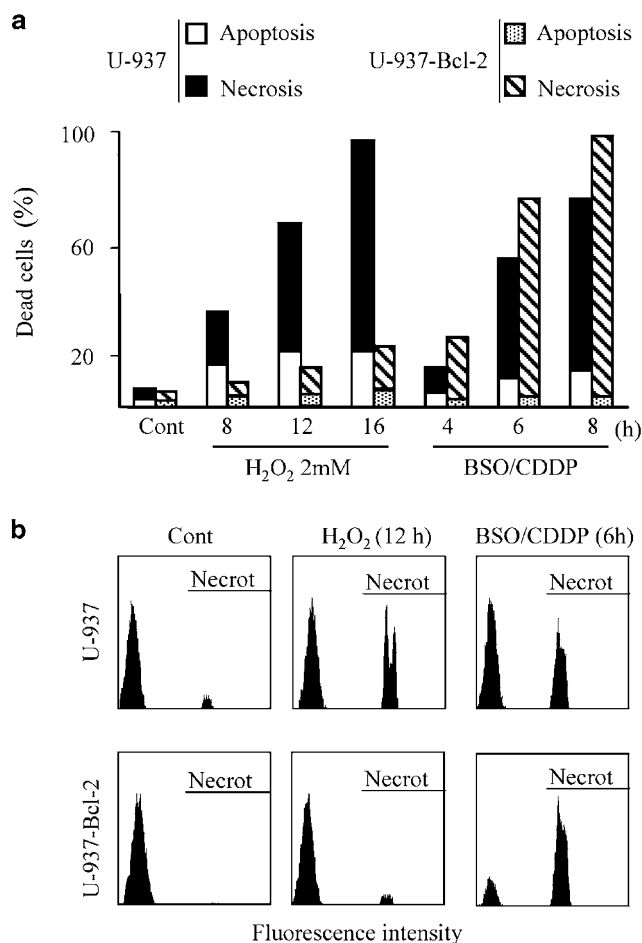 a
U-937 Apoptosis Necrosis
U-937-Bcl-2 Apoptosis Necrosis
Dead cells (%)
100
60
20
Cont 8 12 16 4 6 8 (h)
H₂O₂ 2mM BSO/CDDP
b
Cont H₂O₂ (12 h) BSO/CDDP (6h)
U-937
Necrot Necrot Necrot
U-937-Bcl-2
Necrot Necrot Necrot
Fluorescence intensity